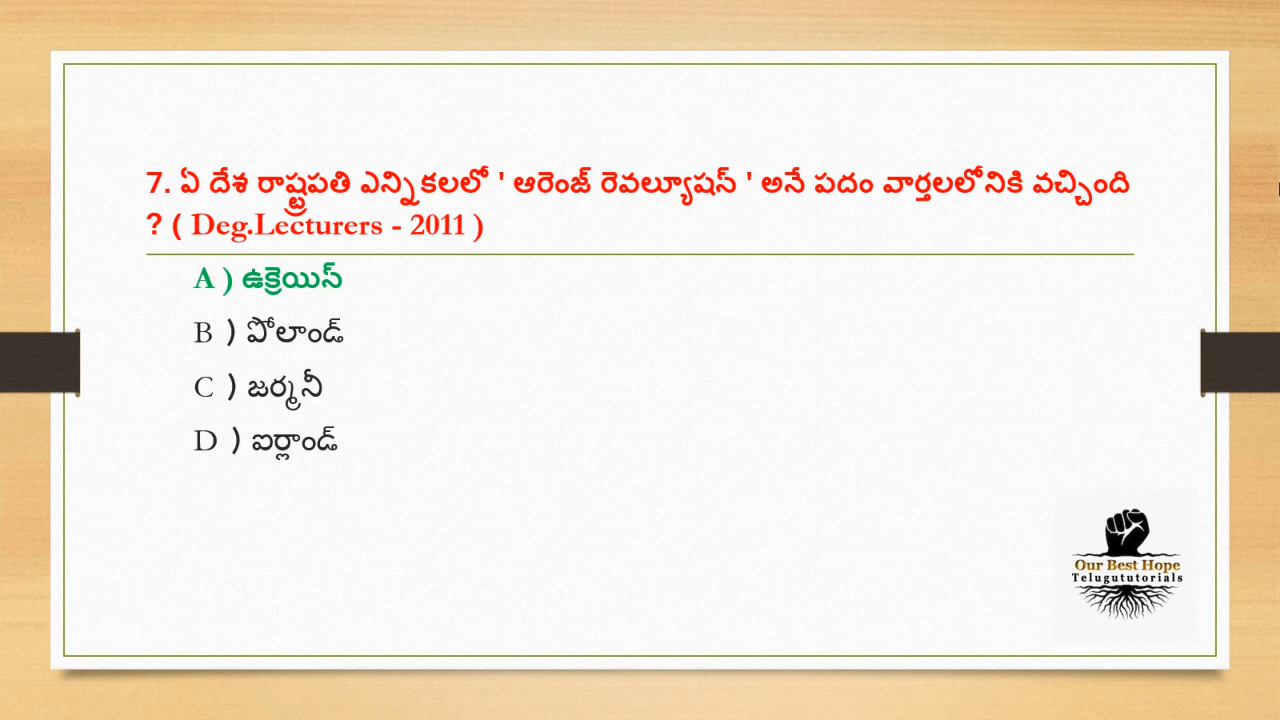 7. ఏ దేశ రాష్ట్రపతి ఎన్నికలలో ' ఆరెంజ్ రెవల్యూషన్ ' అనే పదం వార్తలలోనికి వచ్చింది
? ( Deg.Lecturers - 2011 )
A ) ఉక్రెయిన్
B ) పోలాండ్
C ) జర్మనీ
D ) ఐర్లాండ్
Our Best Hope
Telugututorials